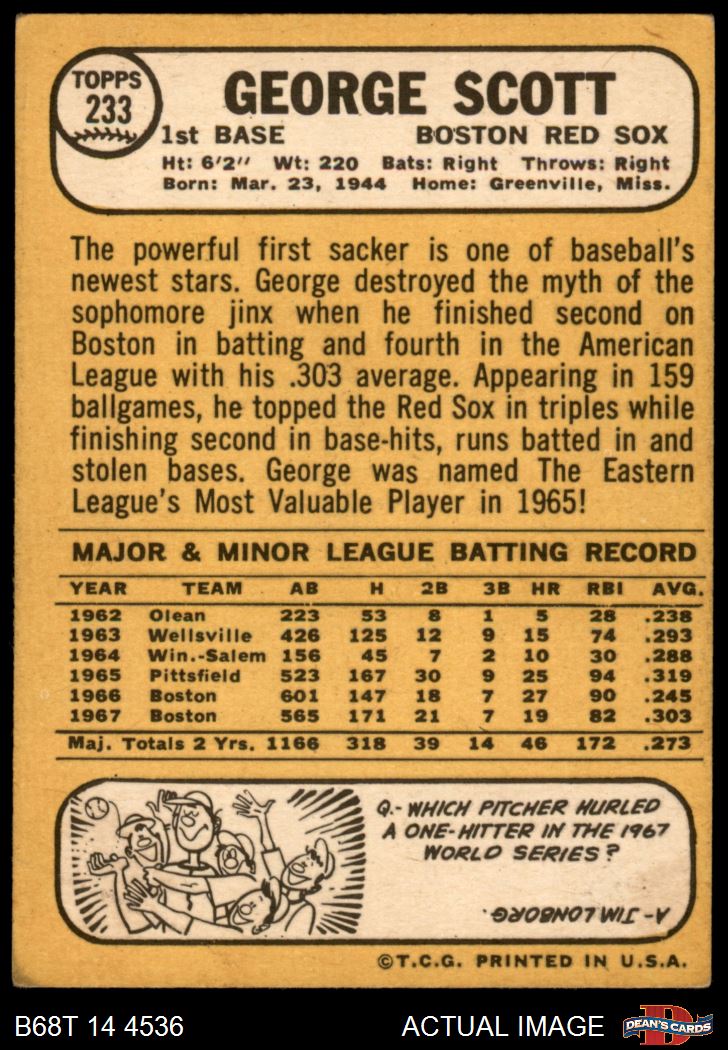 TOPPS
233
GEORGE SCOTT
1st BASE BOSTON RED SOX
Ht: 6'2" Wt: 220 Bats: Right Throws: Right
Born: Mar. 23, 1944 Home: Greenville, Miss.
The powerful first sacker is one of baseball's
newest stars. George destroyed the myth of the
sophomore jinx when he finished second on
Boston in batting and fourth in the American
League with his .303 average. Appearing in 159
ballgames, he topped the Red Sox in triples while
finishing second in base-hits, runs batted in and
stolen bases. George was named The Eastern
League's Most Valuable Player in 1965!
MAJOR & MINOR LEAGUE BATTING RECORD
YEAR TEAM AB H 2B 3B HR RBI AVG.
1962 Olean 223 53 8 1 5 28 .238
1963 Wellsville 426 125 12 9 15 74 .293
1964 Win.-Salem 156 45 7 2 10 30 .288
1965 Pittsfield 523 167 30 9 25 94 .319
1966 Boston 601 147 18 7 27 90 .245
1967 Boston 565 171 21 7 19 82 .303
Maj. Totals 2 Yrs. 1166 318 39 14 46 172 .273
Q.- WHICH PITCHER HURLED
A ONE-HITTER IN THE 1967
WORLD SERIES?
A- JIM LONBORG.
©T.C.G. PRINTED IN U.S.A.
B68T 14 4536 ACTUAL IMAGE
D
DEAN'S CARDS